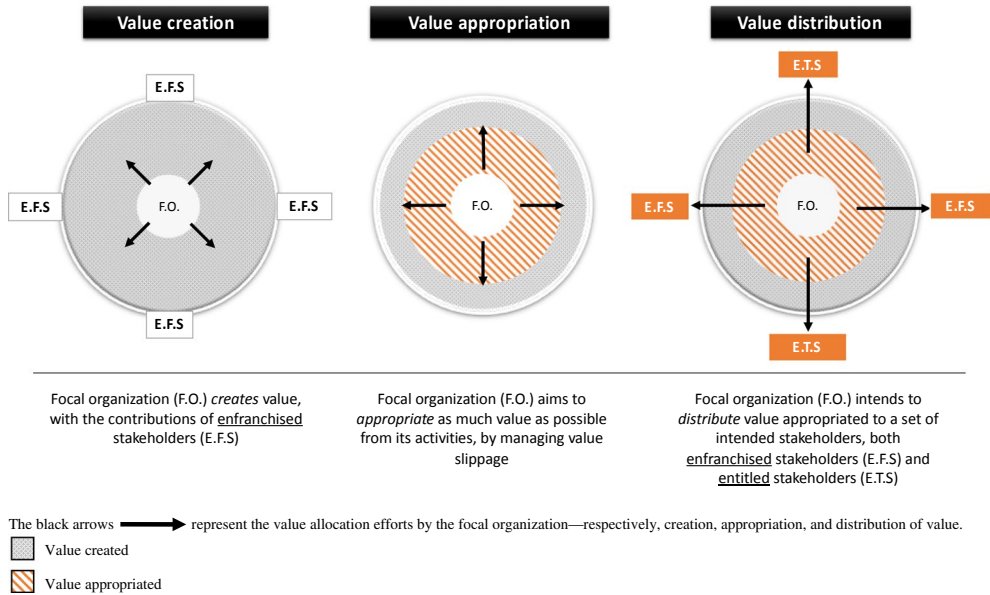 Value creation
Value appropriation
Value distribution
E.F.S
E.F.S
F.O.
E.F.S
E.F.S
F.O.
E.T.S
E.F.S
F.O.
E.F.S
E.T.S
Focal organization (F.O.) creates value,
with the contributions of enfranchised
stakeholders (E.F.S)
Focal organization (F.O.) aims to
appropriate as much value as possible
from its activities, by managing value
slippage
Focal organization (F.O.) intends to
distribute value appropriated to a set of
intended stakeholders, both
enfranchised stakeholders (E.F.S) and
entitled stakeholders (E.T.S)
The black arrows represent the value allocation efforts by the focal organization—respectively, creation, appropriation, and distribution of value.
Value created
Value appropriated